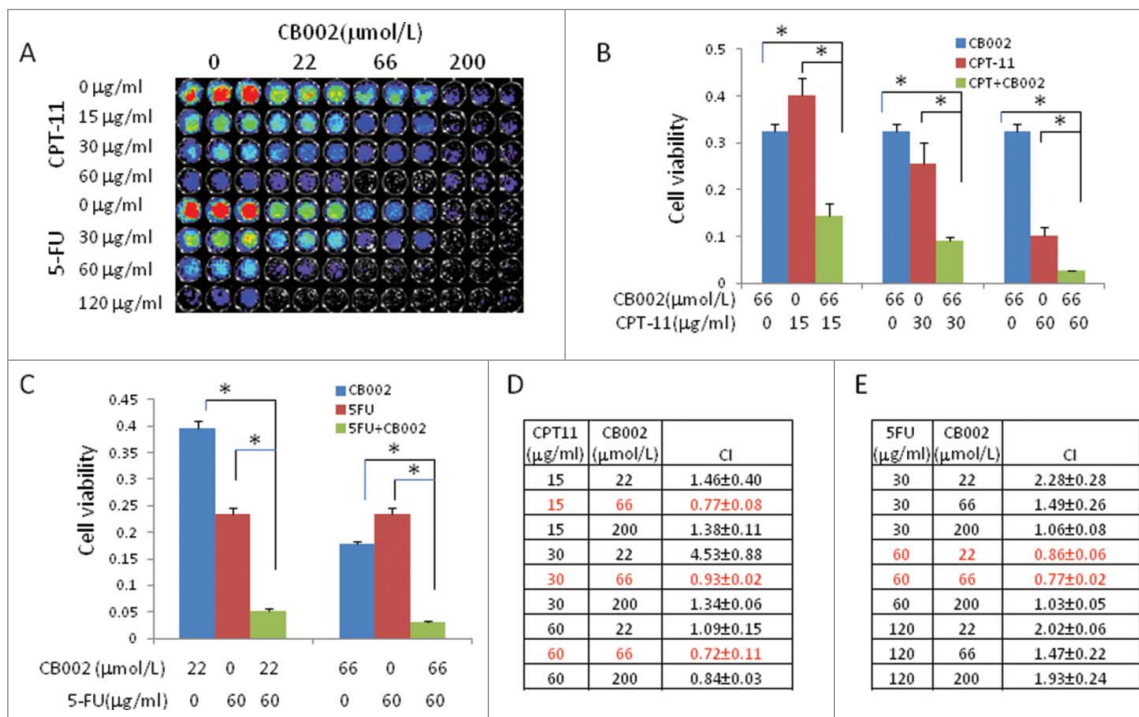 A
CB002(μmol/L)
0 22 66 200
CPT-11
0 μg/ml
15 μg/ml
30 μg/ml
60 μg/ml
5-FU
0 μg/ml
30 μg/ml
60 μg/ml
120 μg/ml
B
CB002
CPT-11
CPT+CB002
* * * * * *
Cell viability
0.5
0.4
0.3
0.2
0.1
0
CB002(μmol/L) 66 0 66 66 0 66 66 0 66
CPT-11(μg/ml) 0 15 15 0 30 30 0 60 60
C
CB002
5FU
5FU+CB002
* * * *
Cell viability
0.45
0.4
0.35
0.3
0.25
0.2
0.15
0.1
0.05
0
CB002 (μmol/L) 22 0 22 66 0 66
5-FU(μg/ml) 0 60 60 0 60 60
D
CPT11 CB002
(μg/ml) (μmol/L) CI
15 22 1.46±0.40
15 66 0.77±0.08
15 200 1.38±0.11
30 22 4.53±0.88
30 66 0.93±0.02
30 200 1.34±0.06
60 22 1.09±0.15
60 66 0.72±0.11
60 200 0.84±0.03
E
5FU CB002
(μg/ml) (μmol/L) CI
30 22 2.28±0.28
30 66 1.49±0.26
30 200 1.06±0.08
60 22 0.86±0.06
60 66 0.77±0.02
60 200 1.03±0.05
120 22 2.02±0.06
120 66 1.47±0.22
120 200 1.93±0.24